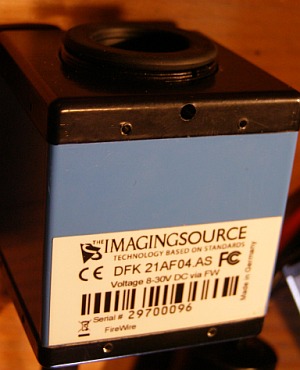 THE IMAGINGSOURCE
TECHNOLOGY BASED ON STANDARDS
CE DFK 21AF04.AS FC
Voltage 8-30V DC via FW
Made in Germany
Serial # 29700096
FireWire